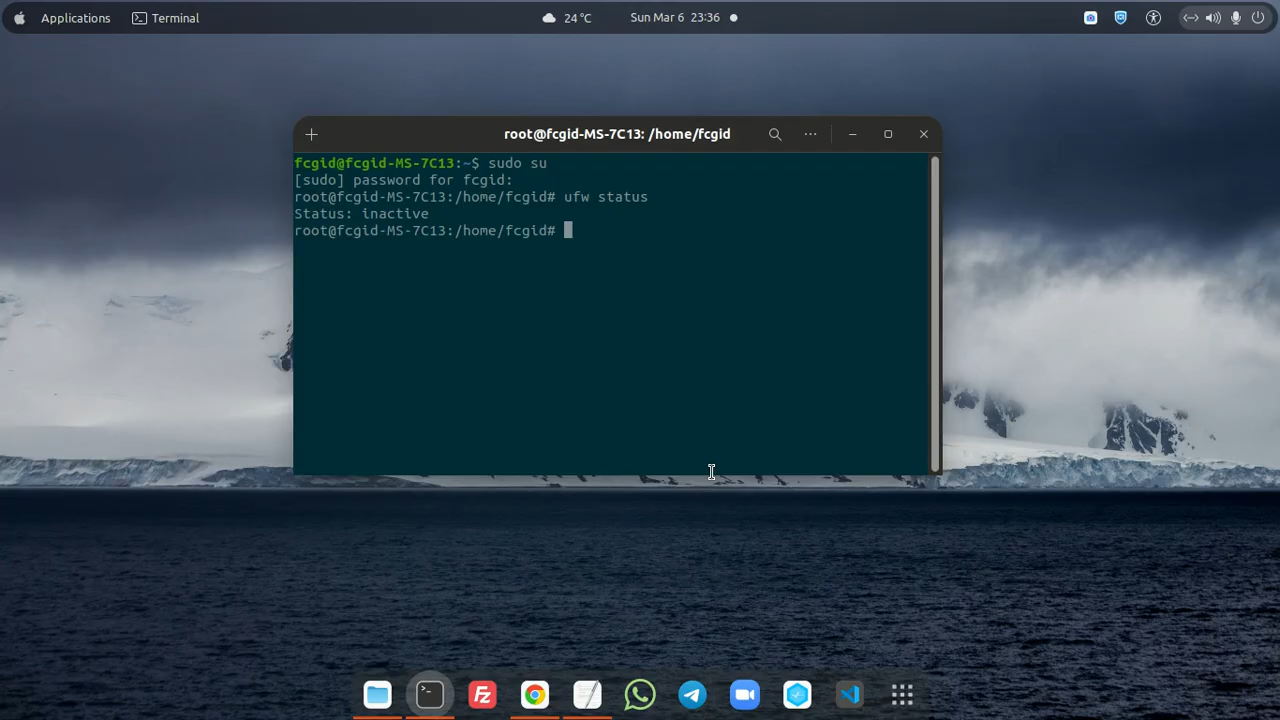 Applications
Terminal
24 °C
Sun Mar 6 23:36
root@fcgid-MS-7C13: /home/fcgid
fcgid@fcgid-MS-7C13:~$ sudo su
[sudo] password for fcgid:
root@fcgid-MS-7C13:/home/fcgid# ufw status
Status: inactive
root@fcgid-MS-7C13:/home/fcgid#
Fz